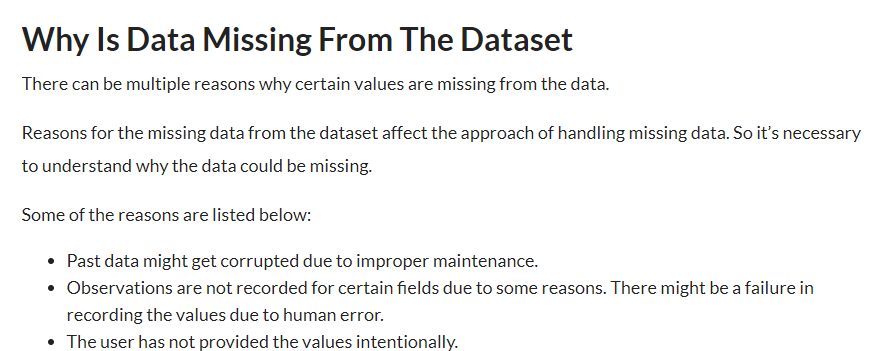 Why Is Data Missing From The Dataset
There can be multiple reasons why certain values are missing from the data.
Reasons for the missing data from the dataset affect the approach of handling missing data. So it’s necessary
to understand why the data could be missing.
Some of the reasons are listed below:
• Past data might get corrupted due to improper maintenance.
• Observations are not recorded for certain fields due to some reasons. There might be a failure in
recording the values due to human error.
• The user has not provided the values intentionally.